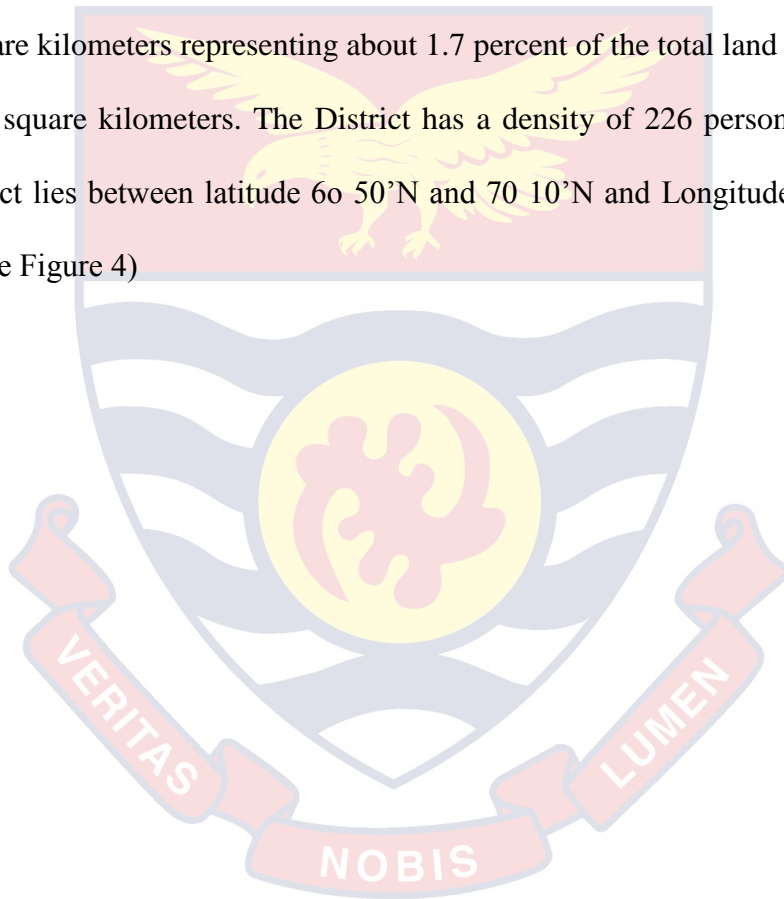 are kilometers representing about 1.7 percent of the total land
square kilometers. The District has a density of 226 person
ct lies between latitude 6o 50’N and 70 10’N and Longitude
e Figure 4)
VERITAS
NOBIS
LUMEN